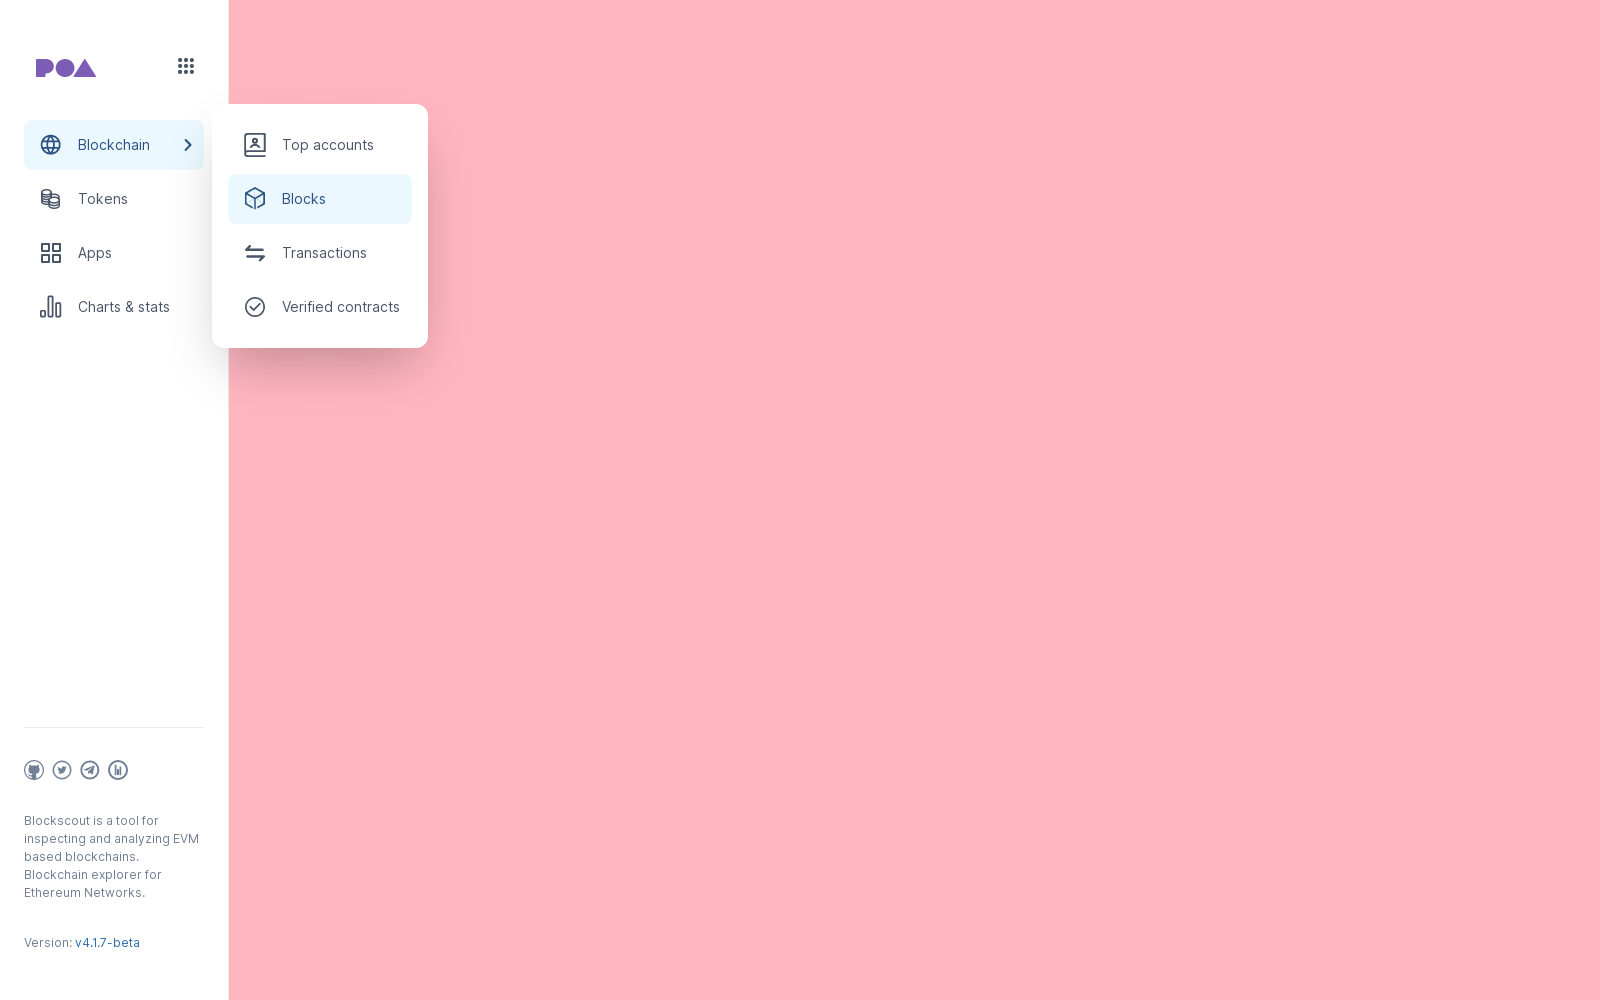 POA
Blockchain
Tokens
Apps
Charts & stats
Top accounts
Blocks
Transactions
Verified contracts
Blockscout is a tool for
inspecting and analyzing EVM
based blockchains.
Blockchain explorer for
Ethereum Networks.
Version: v4.1.7-beta